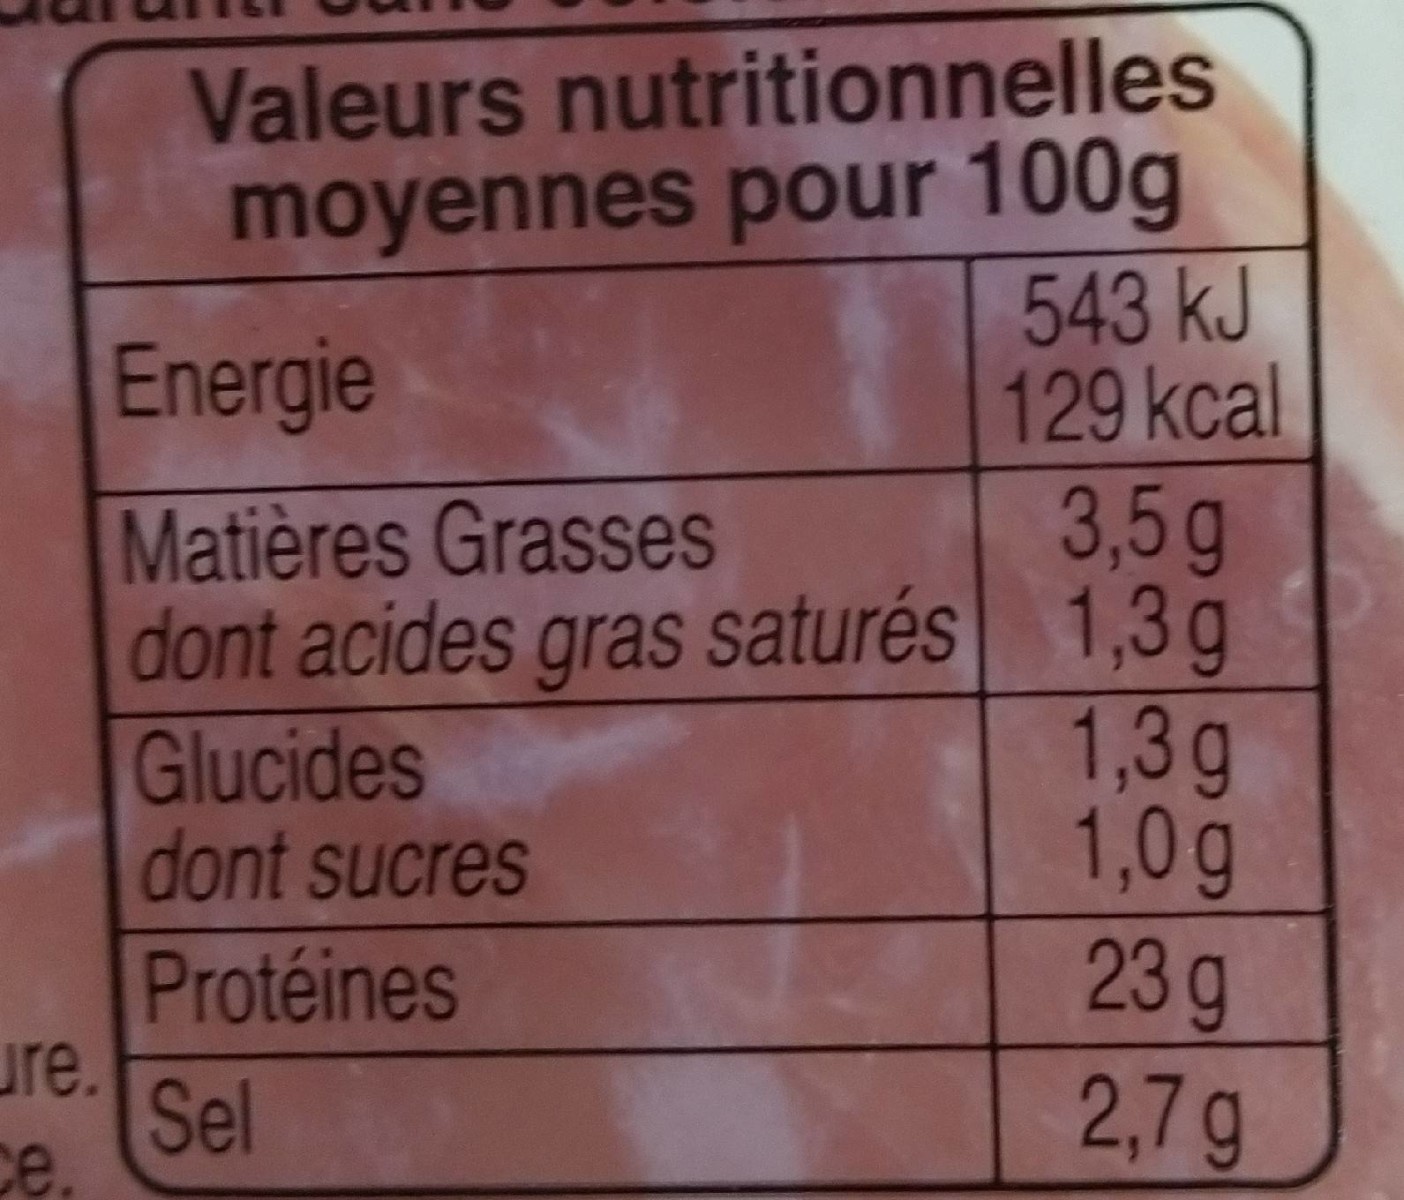 Valeurs nutritionnelles
moyennes pour 100g
Energie
543 kJ
129 kcal
Matières Grasses 3,5 g
dont acides gras saturés 1,3 g
Glucides 1,3 g
dont sucres 1,0 g
Protéines 23 g
Sel 2,7 g
ure.
ce.